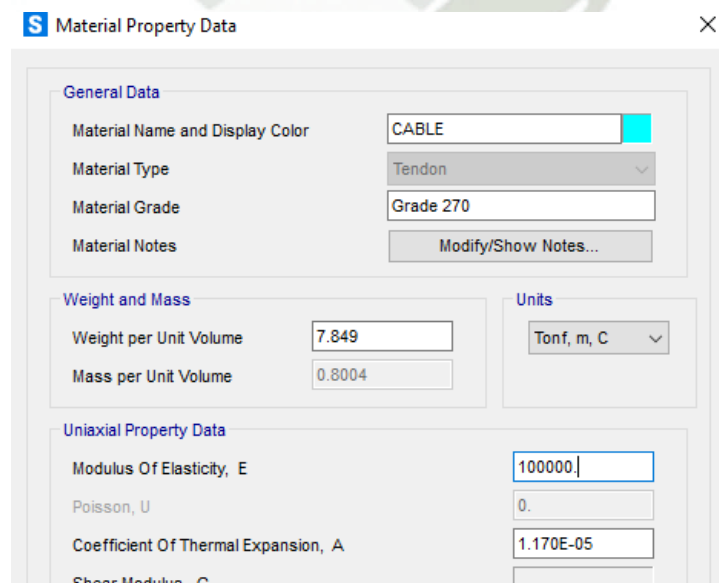 S Material Property Data
General Data
Material Name and Display Color CABLE
Material Type Tendon
Material Grade Grade 270
Material Notes Modify/Show Notes...
Weight and Mass Units
Weight per Unit Volume 7.849 Tonf, m, C
Mass per Unit Volume 0.8004
Uniaxial Property Data
Modulus Of Elasticity, E 100000.
Poisson, U 0.
Coefficient Of Thermal Expansion, A 1.170E-05
Shear Modulus, G